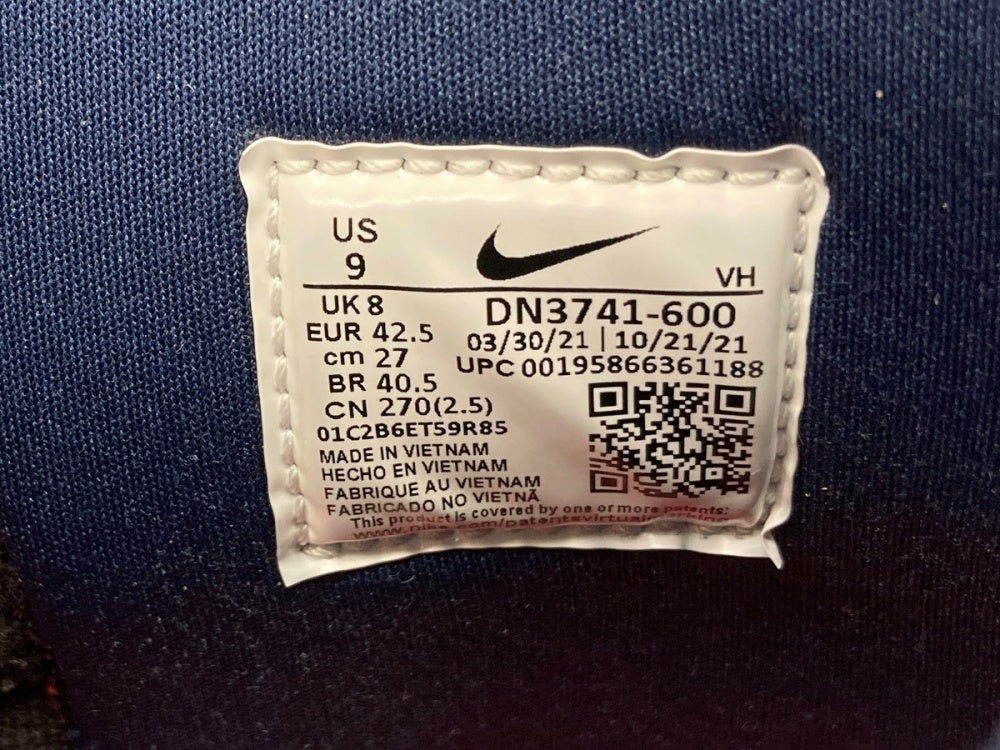 US
9
VH
UK 8
EUR 42.5
cm 27
BR 40.5
CN 270(2.5)
01C2B6ET59R85
DN3741-600
03/30/21 | 10/21/21
UPC 00195866361188
MADE IN VIETNAM
HECHO EN VIETNAM
FABRIQUE AU VIETNAM
FABRICADO NO VIETNÃ
This product is covered by one or more patents: